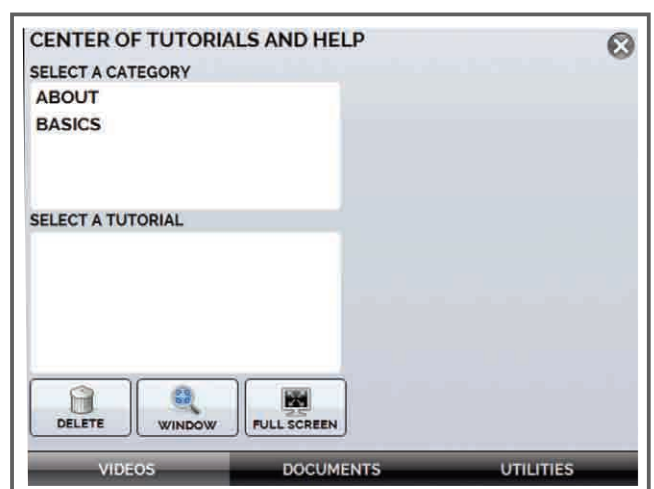 CENTER OF TUTORIALS AND HELP
SELECT A CATEGORY
ABOUT
BASICS
SELECT A TUTORIAL
DELETE
WINDOW
FULL SCREEN
VIDEOS
DOCUMENTS
UTILITIES